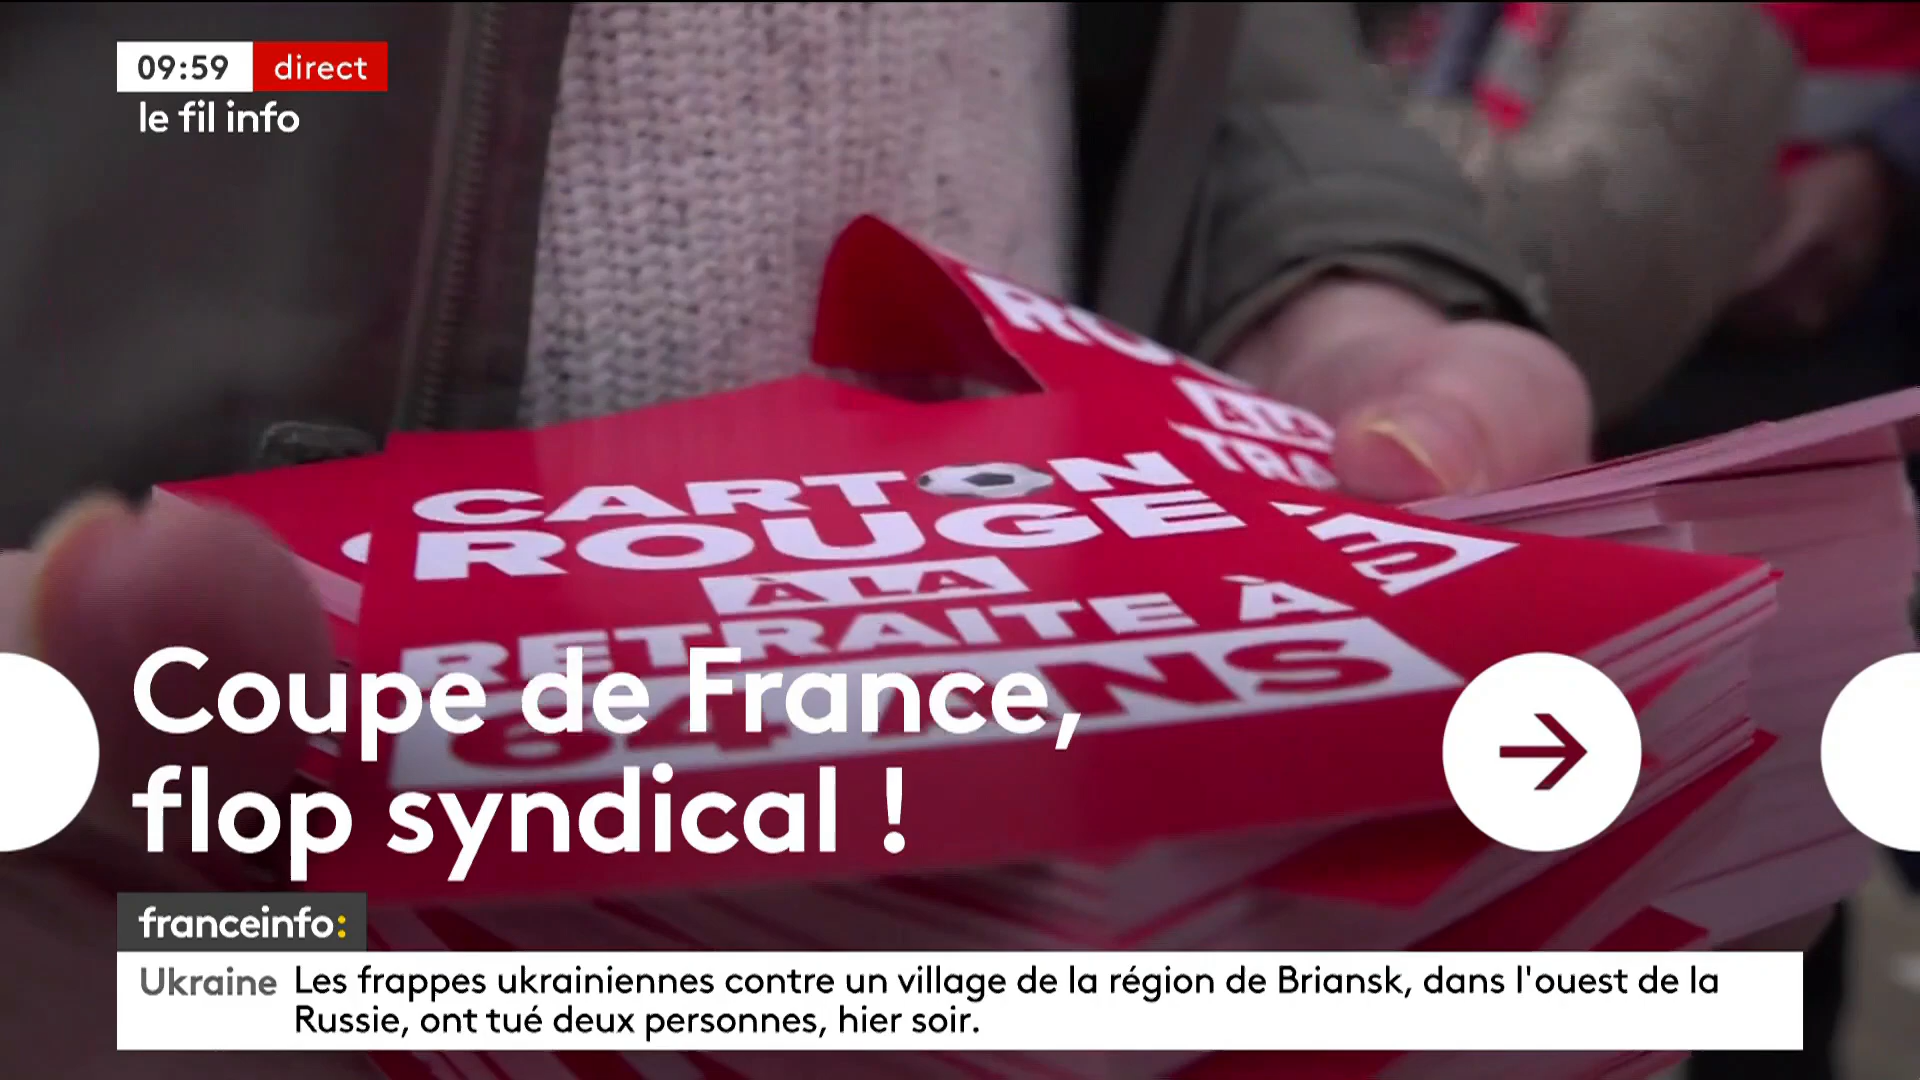 09:59 direct
le fil info
CARTON
ROUGE
À LA
RETRAITE À
64 ANS
Coupe de France,
flop syndical !
franceinfo:
Ukraine Les frappes ukrainiennes contre un village de la région de Briansk, dans l'ouest de la
Russie, ont tué deux personnes, hier soir.